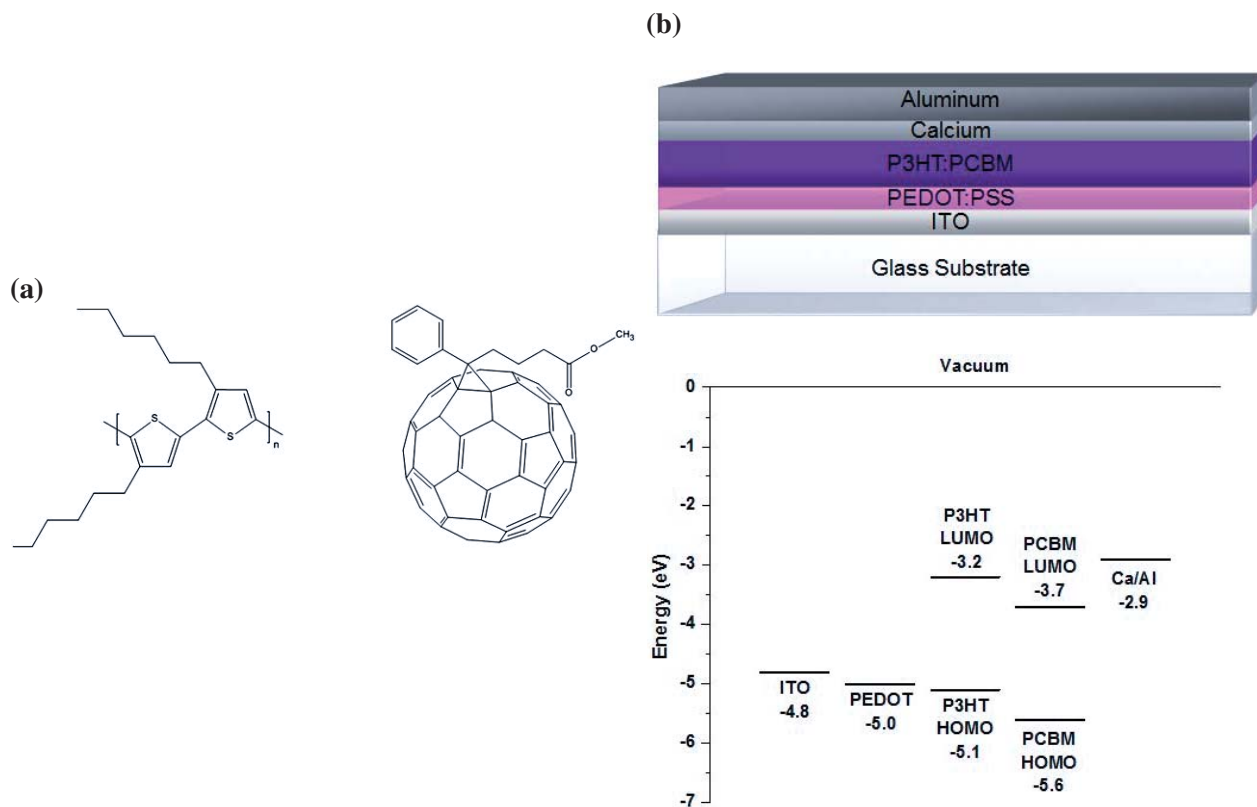 (b)
Aluminum
Calcium
P3HT:PCBM
PEDOT:PSS
ITO
Glass Substrate
(a)
S
S
n
O
CH3
O
Vacuum
Energy (eV)
0
-1
-2
-3
-4
-5
-6
-7
P3HT
LUMO
-3.2
PCBM
LUMO
-3.7
Ca/Al
-2.9
ITO
-4.8
PEDOT
-5.0
P3HT
HOMO
-5.1
PCBM
HOMO
-5.6